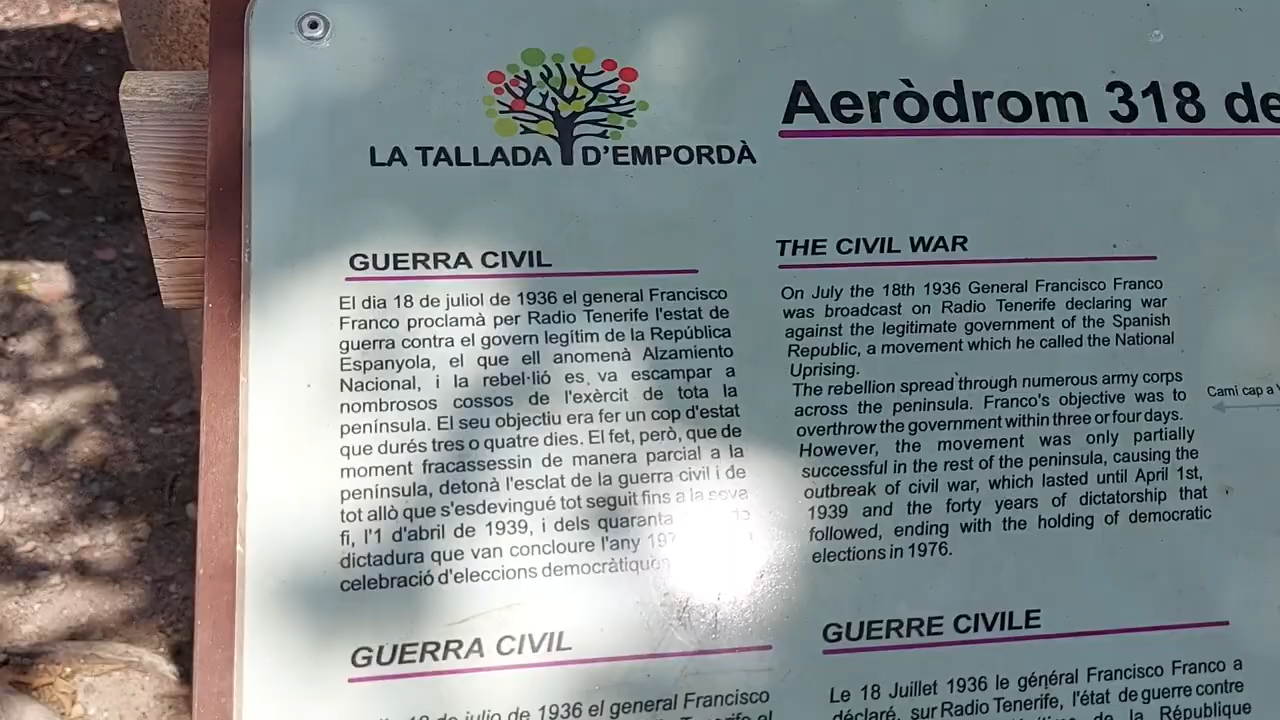 LA TALLADA D'EMPORDÀ
Aeròdrom 318 de
GUERRA CIVIL
El dia 18 de juliol de 1936 el general Francisco
Franco proclamà per Radio Tenerife l'estat de
guerra contra el govern legítim de la República
Espanyola, el que ell anomenà Alzamiento
Nacional, i la rebel·lió es va escampar a
nombrosos cossos de l'exèrcit de tota la
península. El seu objectiu era fer un cop d'estat
que durés tres o quatre dies. El fet, però, que de
moment fracassessin de manera parcial a la
península, detonà l'esclat de la guerra civil i de
tot allò que s'esdevingué tot seguit fins a la seva
fi, l'1 d'abril de 1939, i dels quaranta
dictadura que van concloure l'any
celebració d'eleccions democràtiques
THE CIVIL WAR
On July the 18th 1936 General Francisco Franco
was broadcast on Radio Tenerife declaring war
against the legitimate government of the Spanish
Republic, a movement which he called the National
Uprising.
The rebellion spread through numerous army corps
across the peninsula. Franco's objective was to
overthrow the government within three or four days.
However, the movement was only partially
successful in the rest of the peninsula, causing the
outbreak of civil war, which lasted until April 1st,
1939 and the forty years of dictatorship that
followed, ending with the holding of democratic
elections in 1976.
Camí cap a
GUERRA CIVIL
18 de julio de 1936 el general Francisco
GUERRE CIVILE
Le 18 Juillet 1936 le général Francisco Franco a
déclaré, sur Radio Tenerife, l'état de guerre contre
de la République